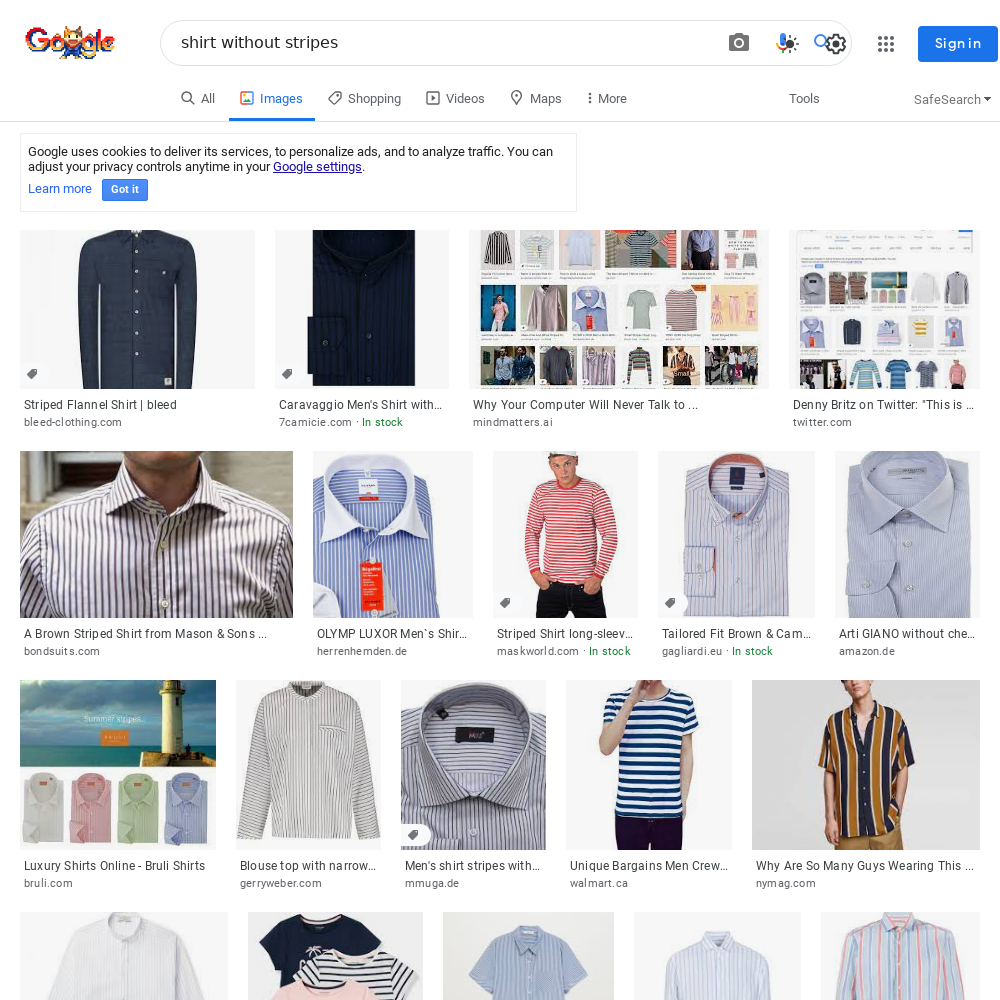 Google
shirt without stripes
Sign in
All
Images
Shopping
Videos
Maps
More
Tools
SafeSearch
Google uses cookies to deliver its services, to personalize ads, and to analyze traffic. You can
adjust your privacy controls anytime in your Google settings.
Learn more
Got it
Striped Flannel Shirt | bleed
bleed-clothing.com
Caravaggio Men's Shirt with...
7camicie.com · In stock
Why Your Computer Will Never Talk to ...
mindmatters.ai
Denny Britz on Twitter: "This is ...
twitter.com
A Brown Striped Shirt from Mason & Sons ...
bondsuits.com
OLYMP LUXOR Men`s Shir...
herrenhemden.de
Striped Shirt long-sleev...
maskworld.com · In stock
Tailored Fit Brown & Cam...
gagliardi.eu · In stock
Arti GIANO without che...
amazon.de
Summer stripes
Luxury Shirts Online - Bruli Shirts
bruli.com
Blouse top with narrow...
gerryweber.com
Men's shirt stripes with...
mmuga.de
Unique Bargains Men Crew...
walmart.ca
Why Are So Many Guys Wearing This ...
nymag.com